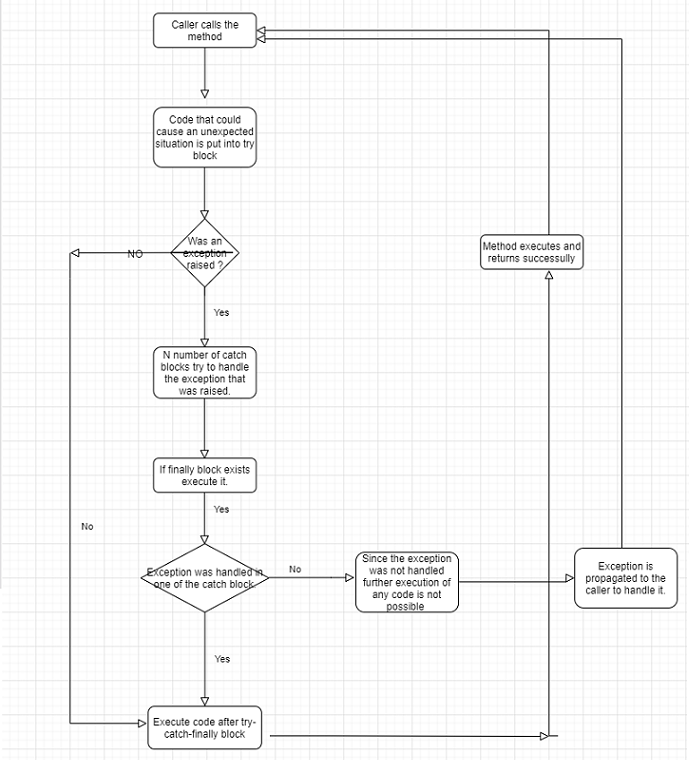 Caller calls the
method
Code that could
cause an unexpected
situation is put into try
block
Was an
exception
raised ?
NO
Yes
Method executes and
returns successully
N number of catch
blocks try to handle
the exception that
was raised.
If finally block exists
execute it.
Yes
No
Exception was handled in
one of the catch block
No
Since the exception
was not handled
further execution of
any code is not
possible
Exception is
propagated to the
caller to handle it.
Yes
Execute code after try-
catch-finally block